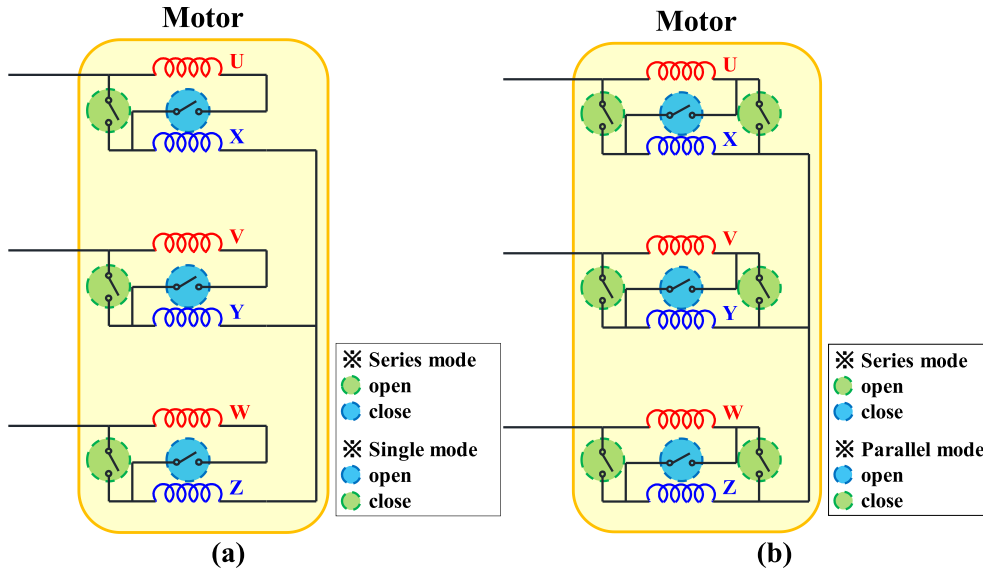 Motor
U
X
V
Y
W
Z
※ Series mode
open
close
※ Single mode
open
close
(a)
Motor
U
X
V
Y
W
Z
※ Series mode
open
close
※ Parallel mode
open
close
(b)